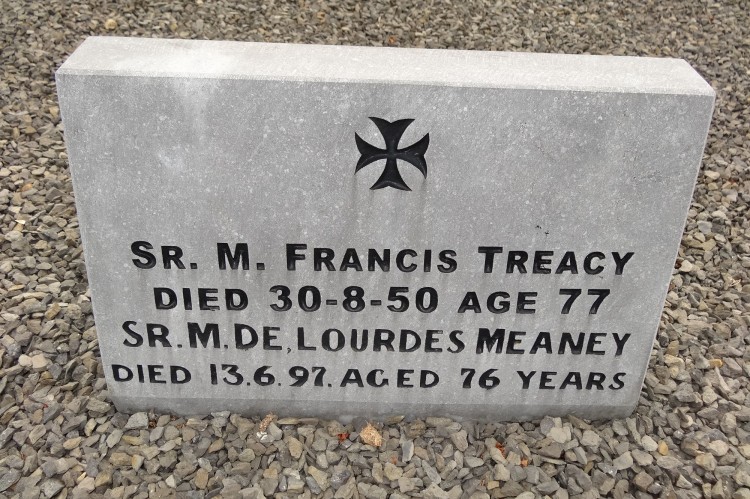 SR. M. FRANCIS TREACY
DIED 30-8-50 AGE 77
SR. M. DE, LOURDES MEANEY
DIED 13.6.97. AGED 76 YEARS